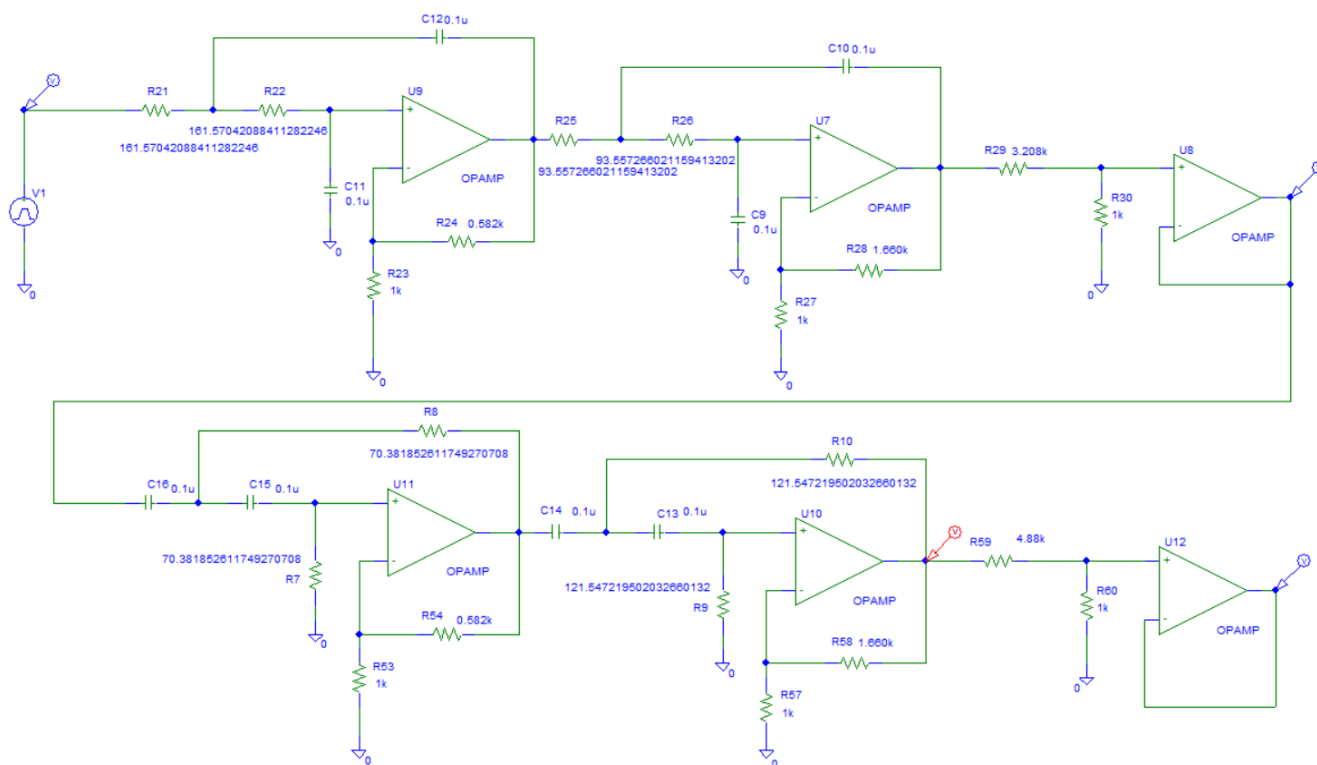 C12 0.1u
C10 0.1u
V
R21
R22
U9
R25
R26
U7
R29 3.208k
U8
V
161.57042088411282246
161.57042088411282246
93.557266021159413202
93.557266021159413202
+
-
OPAMP
+
-
OPAMP
+
-
OPAMP
V1
C11
0.1u
0
R24 0.582k
C9
0.1u
0
R28 1.660k
R30
1k
0
R23
1k
0
R27
1k
0
0
R8
70.381852611749270708
R10
121.5472195020326​60132
C16 0.1u
C15 0.1u
U11
C14 0.1u
C13 0.1u
U10
V
R59 4.88k
U12
V
+
-
OPAMP
+
-
OPAMP
+
-
OPAMP
70.381852611749270708
R7
0
121.547219502032660132
R9
0
R60
1k
0
R54 0.582k
R58 1.660k
R53
1k
0
R57
1k
0